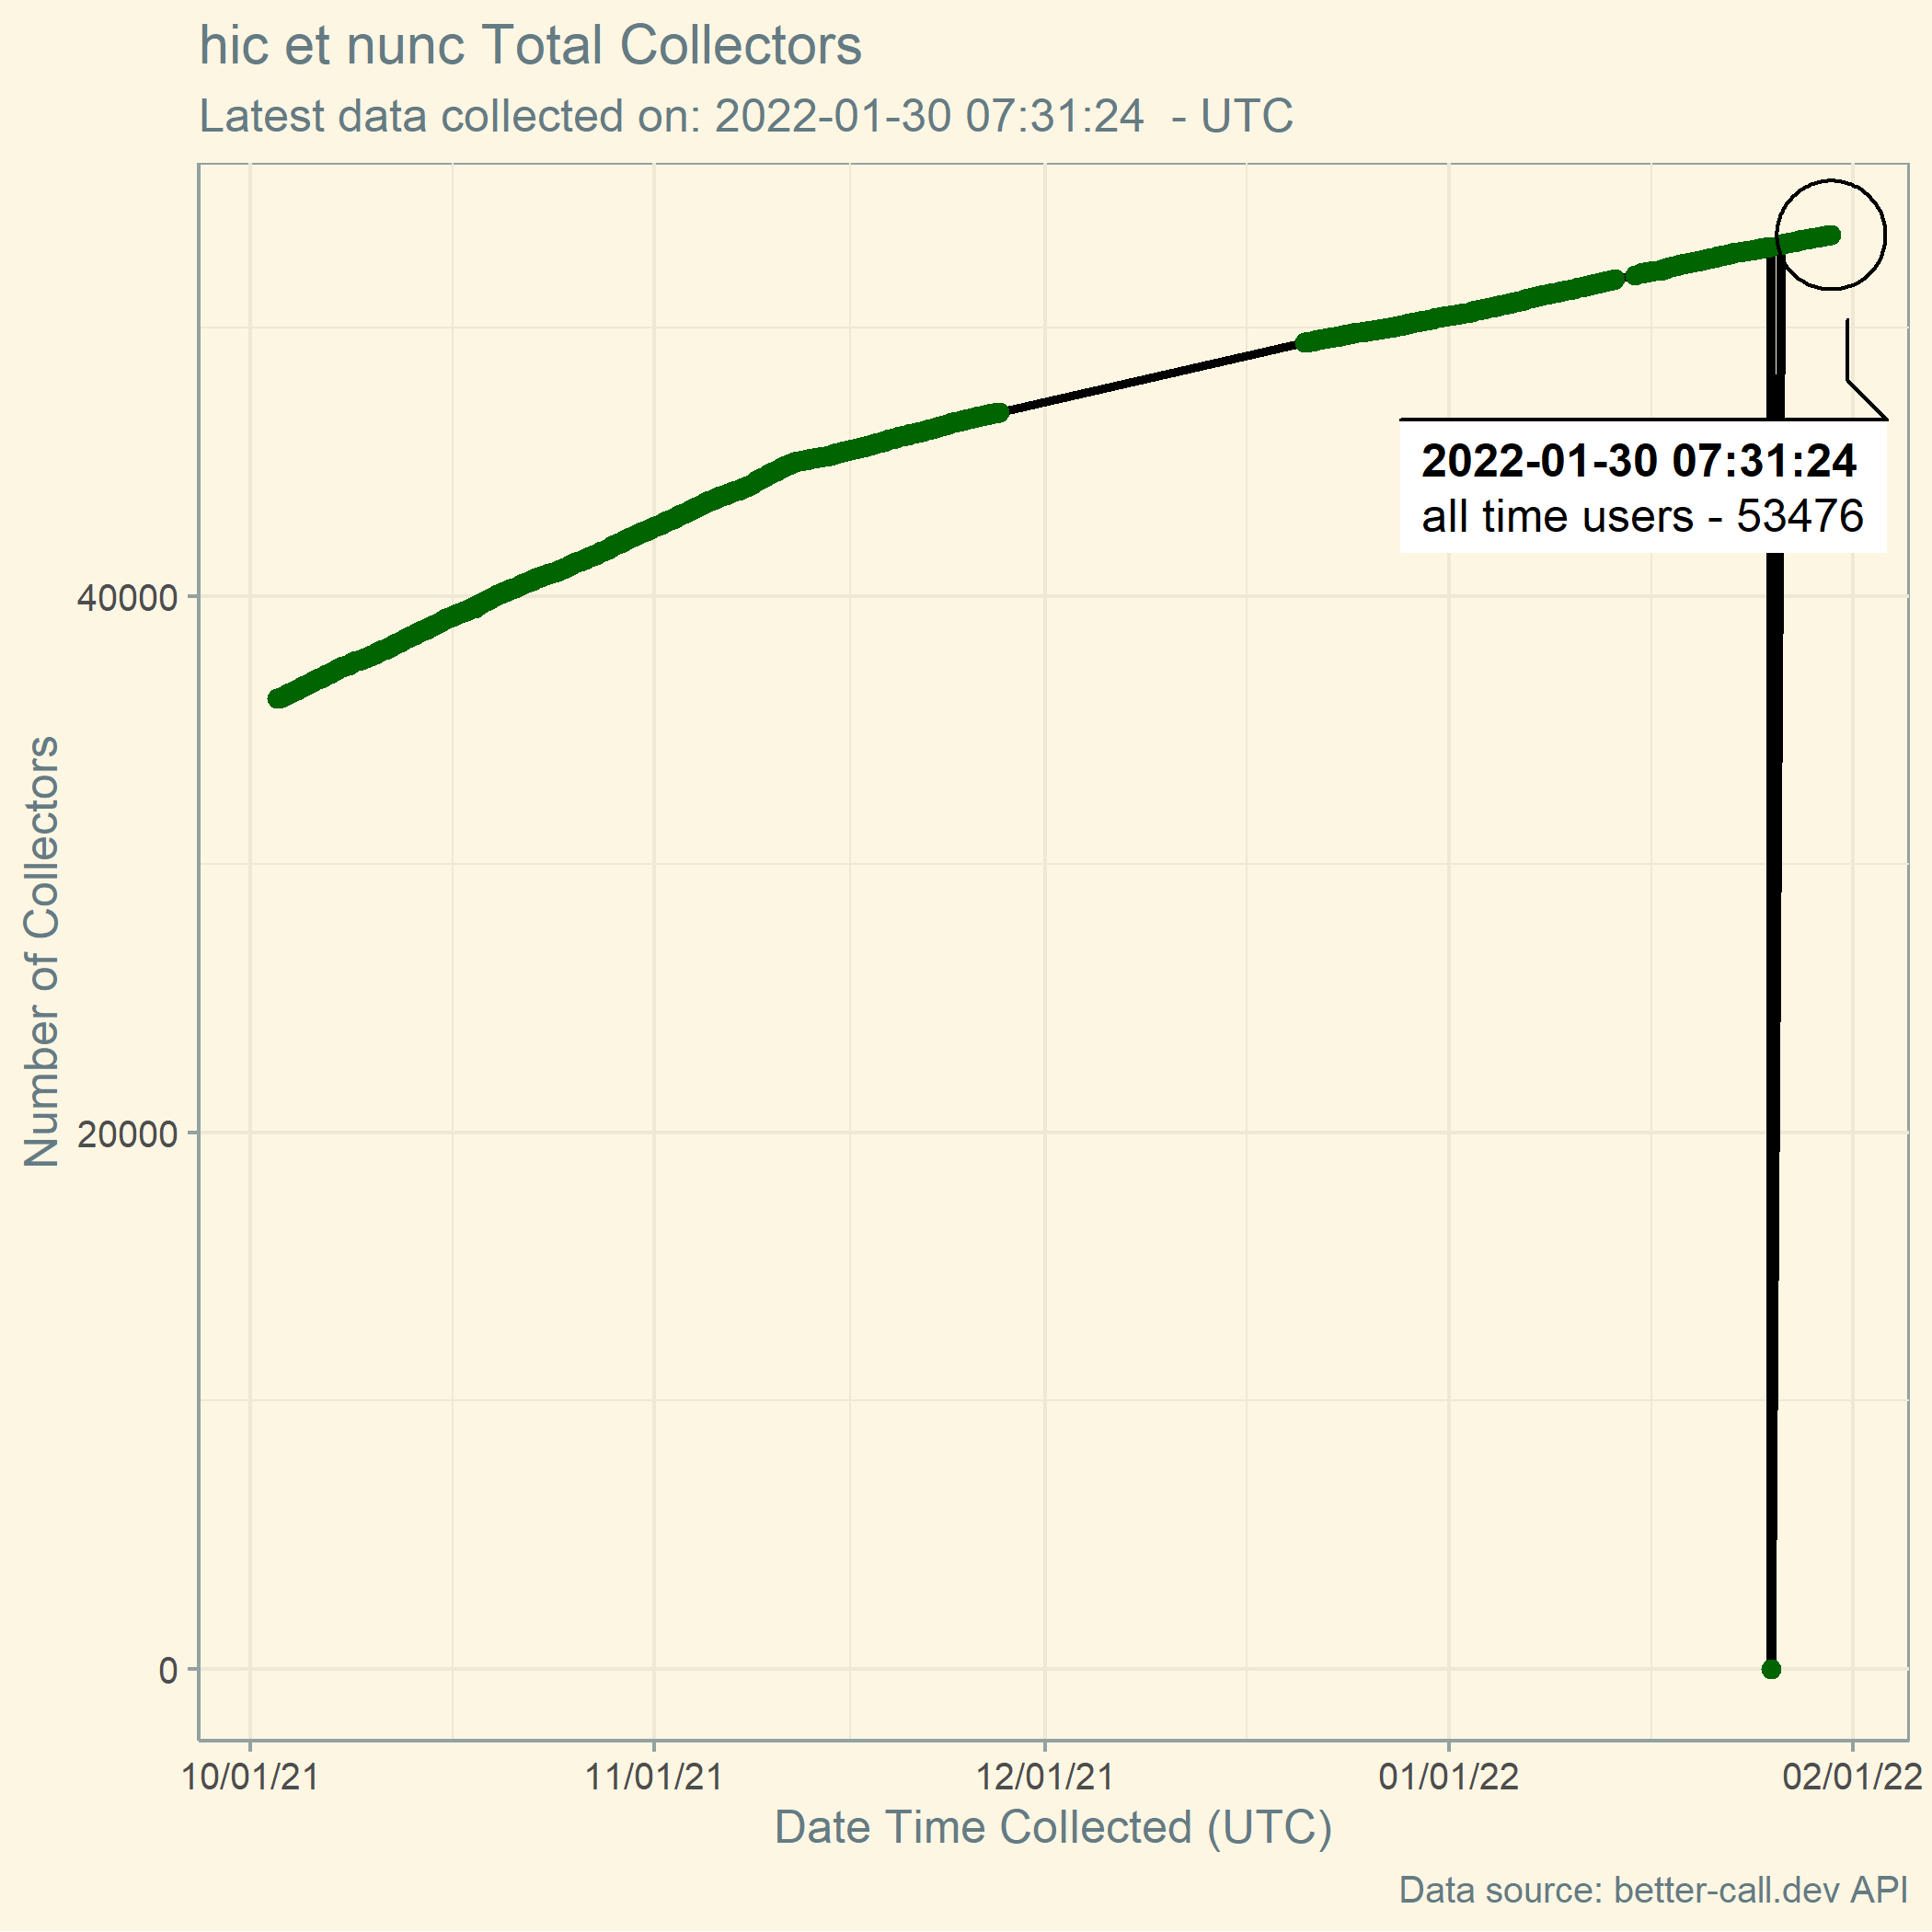 hic et nunc Total Collectors
Latest data collected on: 2022-01-30 07:31:24  - UTC
2022-01-30 07:31:24
all time users - 53476
Number of Collectors
40000
20000
0
10/01/21
11/01/21
12/01/21
01/01/22
02/01/22
Date Time Collected (UTC)
Data source: better-call.dev API